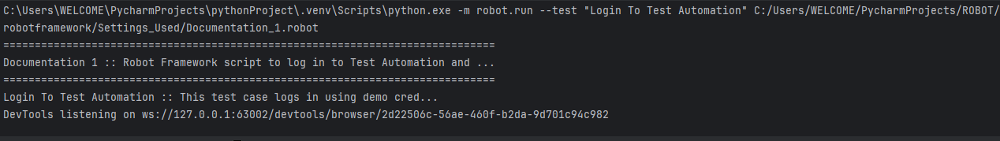 C:\Users\WELCOME\PycharmProjects\pythonProject\.venv\Scripts\python.exe -m robot.run --test "Login To Test Automation" C:/Users/WELCOME/PycharmProjects/ROBOT/
robotframework/Settings_Used/Documentation_1.robot
==============================================================================
Documentation 1 :: Robot Framework script to log in to Test Automation and ...
==============================================================================
Login To Test Automation :: This test case logs in using demo cred...
DevTools listening on ws://127.0.0.1:63002/devtools/browser/2d22506c-56ae-460f-b2da-9d701c94c982